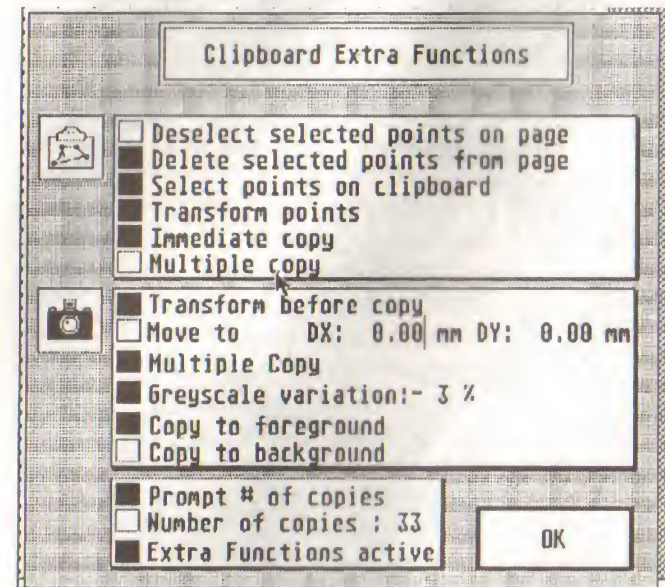 Clipboard Extra Functions
Deselect selected points on page
Delete selected points from page
Select points on clipboard
Transform points
Immediate copy
Multiple copy
Transform before copy
Move to DX: 0.00 mm DY: 0.00 mm
Multiple Copy
Greyscale variation:- 3 %
Copy to foreground
Copy to background
Prompt # of copies
Number of copies : 33
Extra Functions active
OK